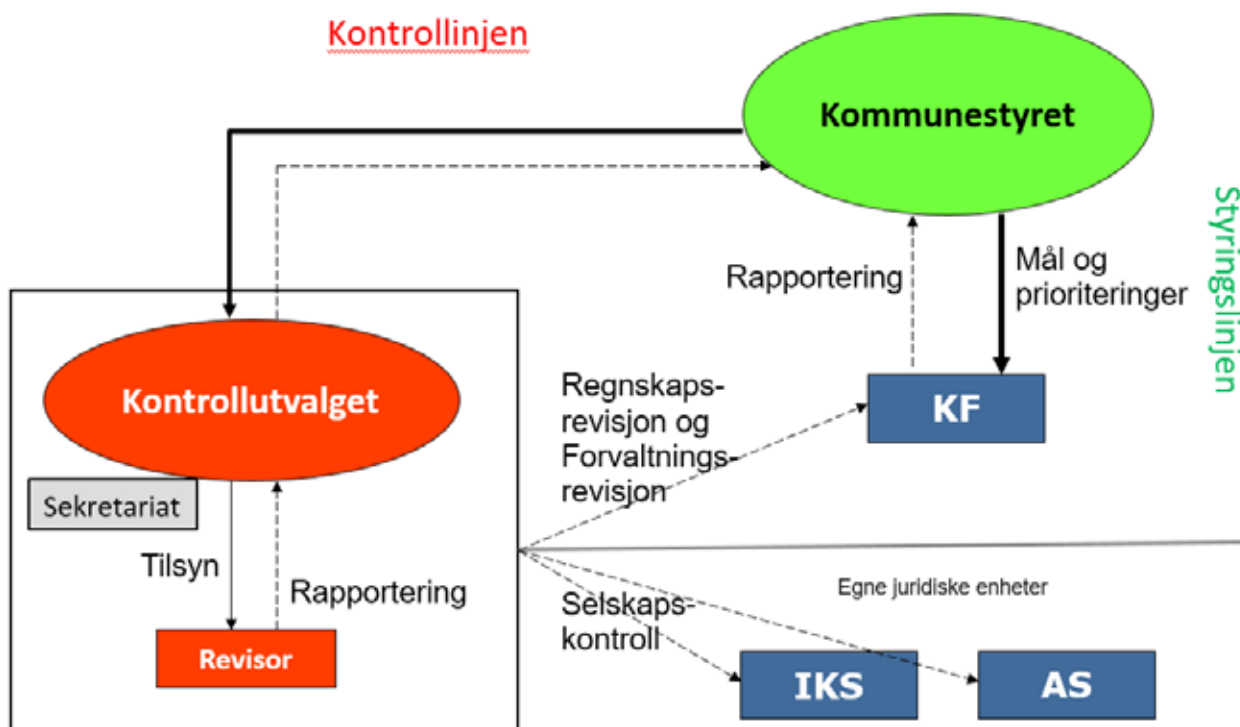 Kontrollinjen
Kommunestyret
Styringslinjen
Rapportering
Mål og
prioriteringer
Kontrollutvalget
Regnskaps-
revisjon og
Forvaltnings-
revisjon
KF
Sekretariat
Tilsyn
Rapportering
Revisor
Egne juridiske enheter
Selskaps-
kontroll
IKS
AS